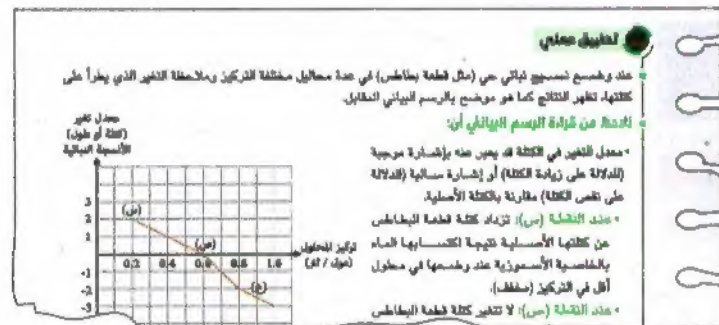 تطبيق عملي
عند وضع نسيج نباتي حي (مثل قطعة بطاطس) في عدة محاليل مختلفة التركيز وملاحظة التغير الذي يطرأ على
كتلتها، تظهر النتائج كما هو موضح بالرسم البياني المقابل.
نلاحظ من قراءة الرسم البياني أن:
• معدل التغير في الكتلة قد يعبر عنه بإشارة موجبة
(للدلالة على زيادة الكتلة) أو إشارة سالبة (للدلالة
على نقص الكتلة) مقارنة بالكتلة الأصلية.
• عند النقطة (س): تزداد كتلة قطعة البطاطس
عن كتلتها الأصلية نتيجة اكتسابها الماء
بالخاصية الأسموزية عند وضعها في محلول
أقل في التركيز (مخفف).
• عند النقطة (ص): لا تتغير كتلة قطعة البطاطس
معدل تغير
(كتلة أو طول)
الأنسجة النباتية
3
2
1
-1
-2
-3
(س)
(ص)
(ع)
0.2 0.4 0.6 0.8 1.0
تركيز المحلول
(مول / لتر)